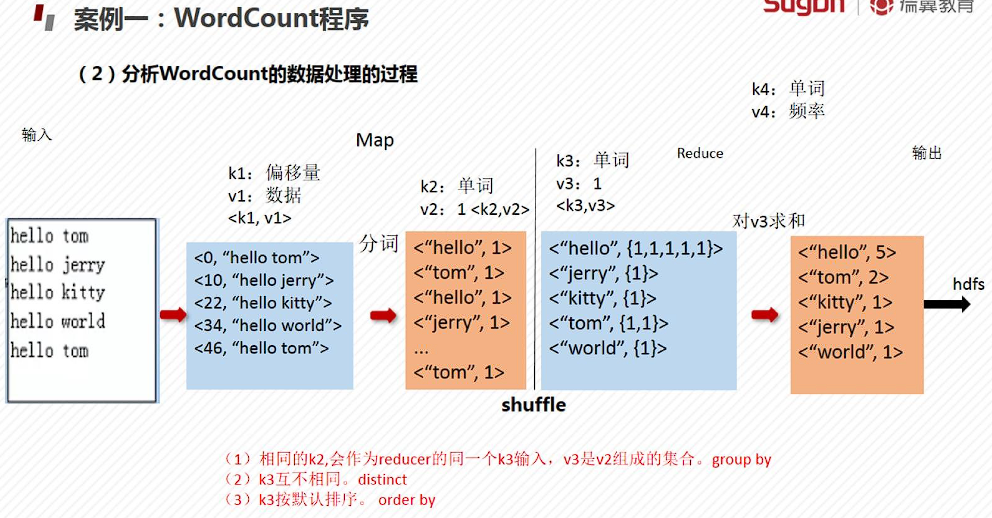 案例一：WordCount程序
Sugon | 瑞翼教育
（2）分析WordCount的数据处理的过程
k4：单词
v4：频率
输入
Map
k1：偏移量
v1：数据
<k1, v1>
k2：单词
v2：1 <k2,v2>
k3：单词
v3：1
<k3,v3>
Reduce
输出
hello tom
hello jerry
hello kitty
hello world
hello tom
<0, “hello tom”>
<10, “hello jerry”>
<22, “hello kitty”>
<34, “hello world”>
<46, “hello tom”>
分词
<“hello”, 1>
<“tom”, 1>
<“hello”, 1>
<“jerry”, 1>
...
<“tom”, 1>
<“hello”, {1,1,1,1,1}>
<“jerry”, {1}>
<“kitty”, {1}>
<“tom”, {1,1}>
<“world”, {1}>
对v3求和
<“hello”, 5>
<“tom”, 2>
<“kitty”, 1>
<“jerry”, 1>
<“world”, 1>
hdfs
shuffle
（1）相同的k2,会作为reducer的同一个k3输入，v3是v2组成的集合。group by
（2）k3互不相同。distinct
（3）k3按默认排序。 order by